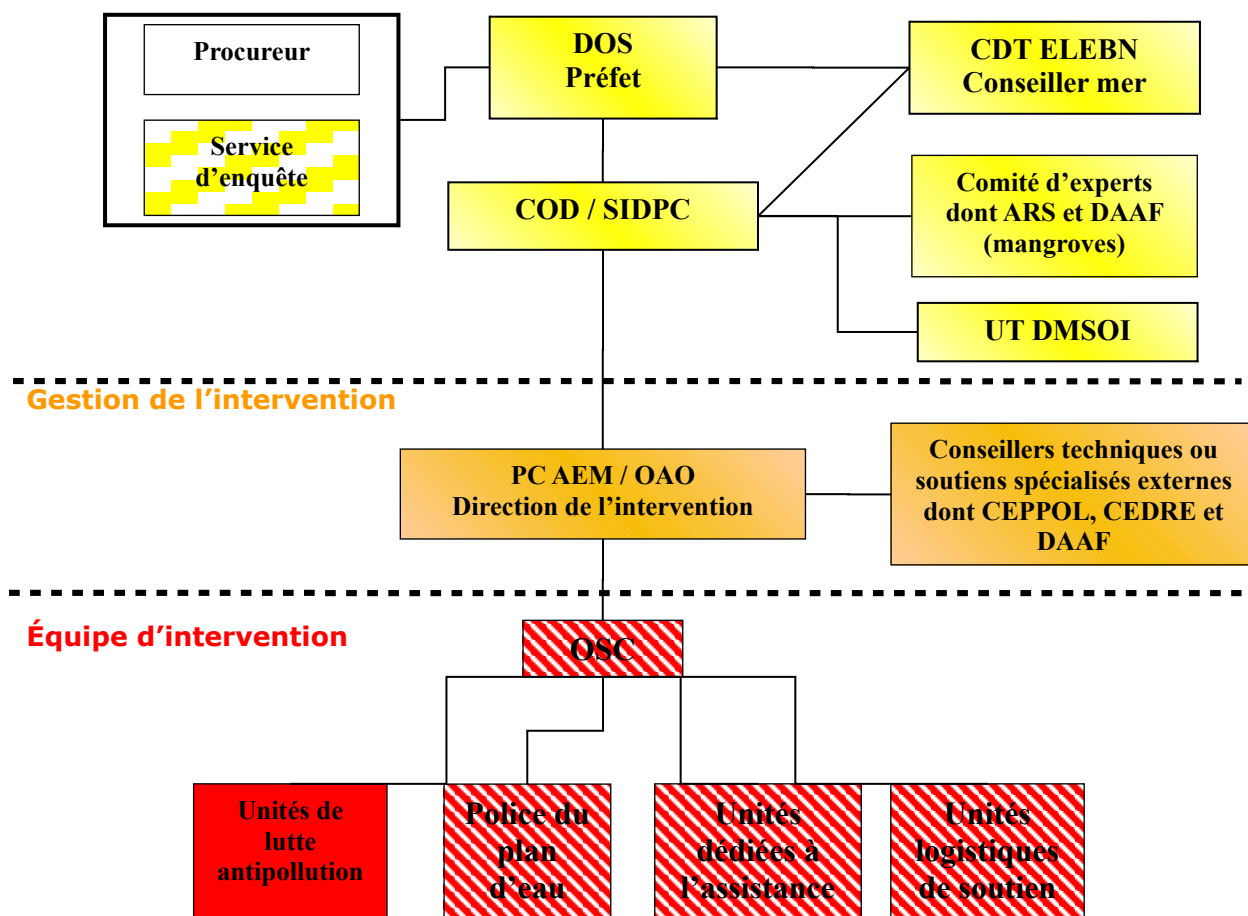 Procureur
Service
d’enquête
DOS
Préfet
CDT ELEBN
Conseiller mer
COD / SIDPC
Comité d’experts
dont ARS et DAAF
(mangroves)
UT DMSOI
Gestion de l’intervention
PC AEM / OAO
Direction de l’intervention
Conseillers techniques ou
soutiens spécialisés externes
dont CEPPOL, CEDRE et
DAAF
Équipe d’intervention
OSC
Unités de
lutte
antipollution
Police du
plan
d’eau
Unités
dédiées à
l’assistance
Unités
logistiques
de soutien